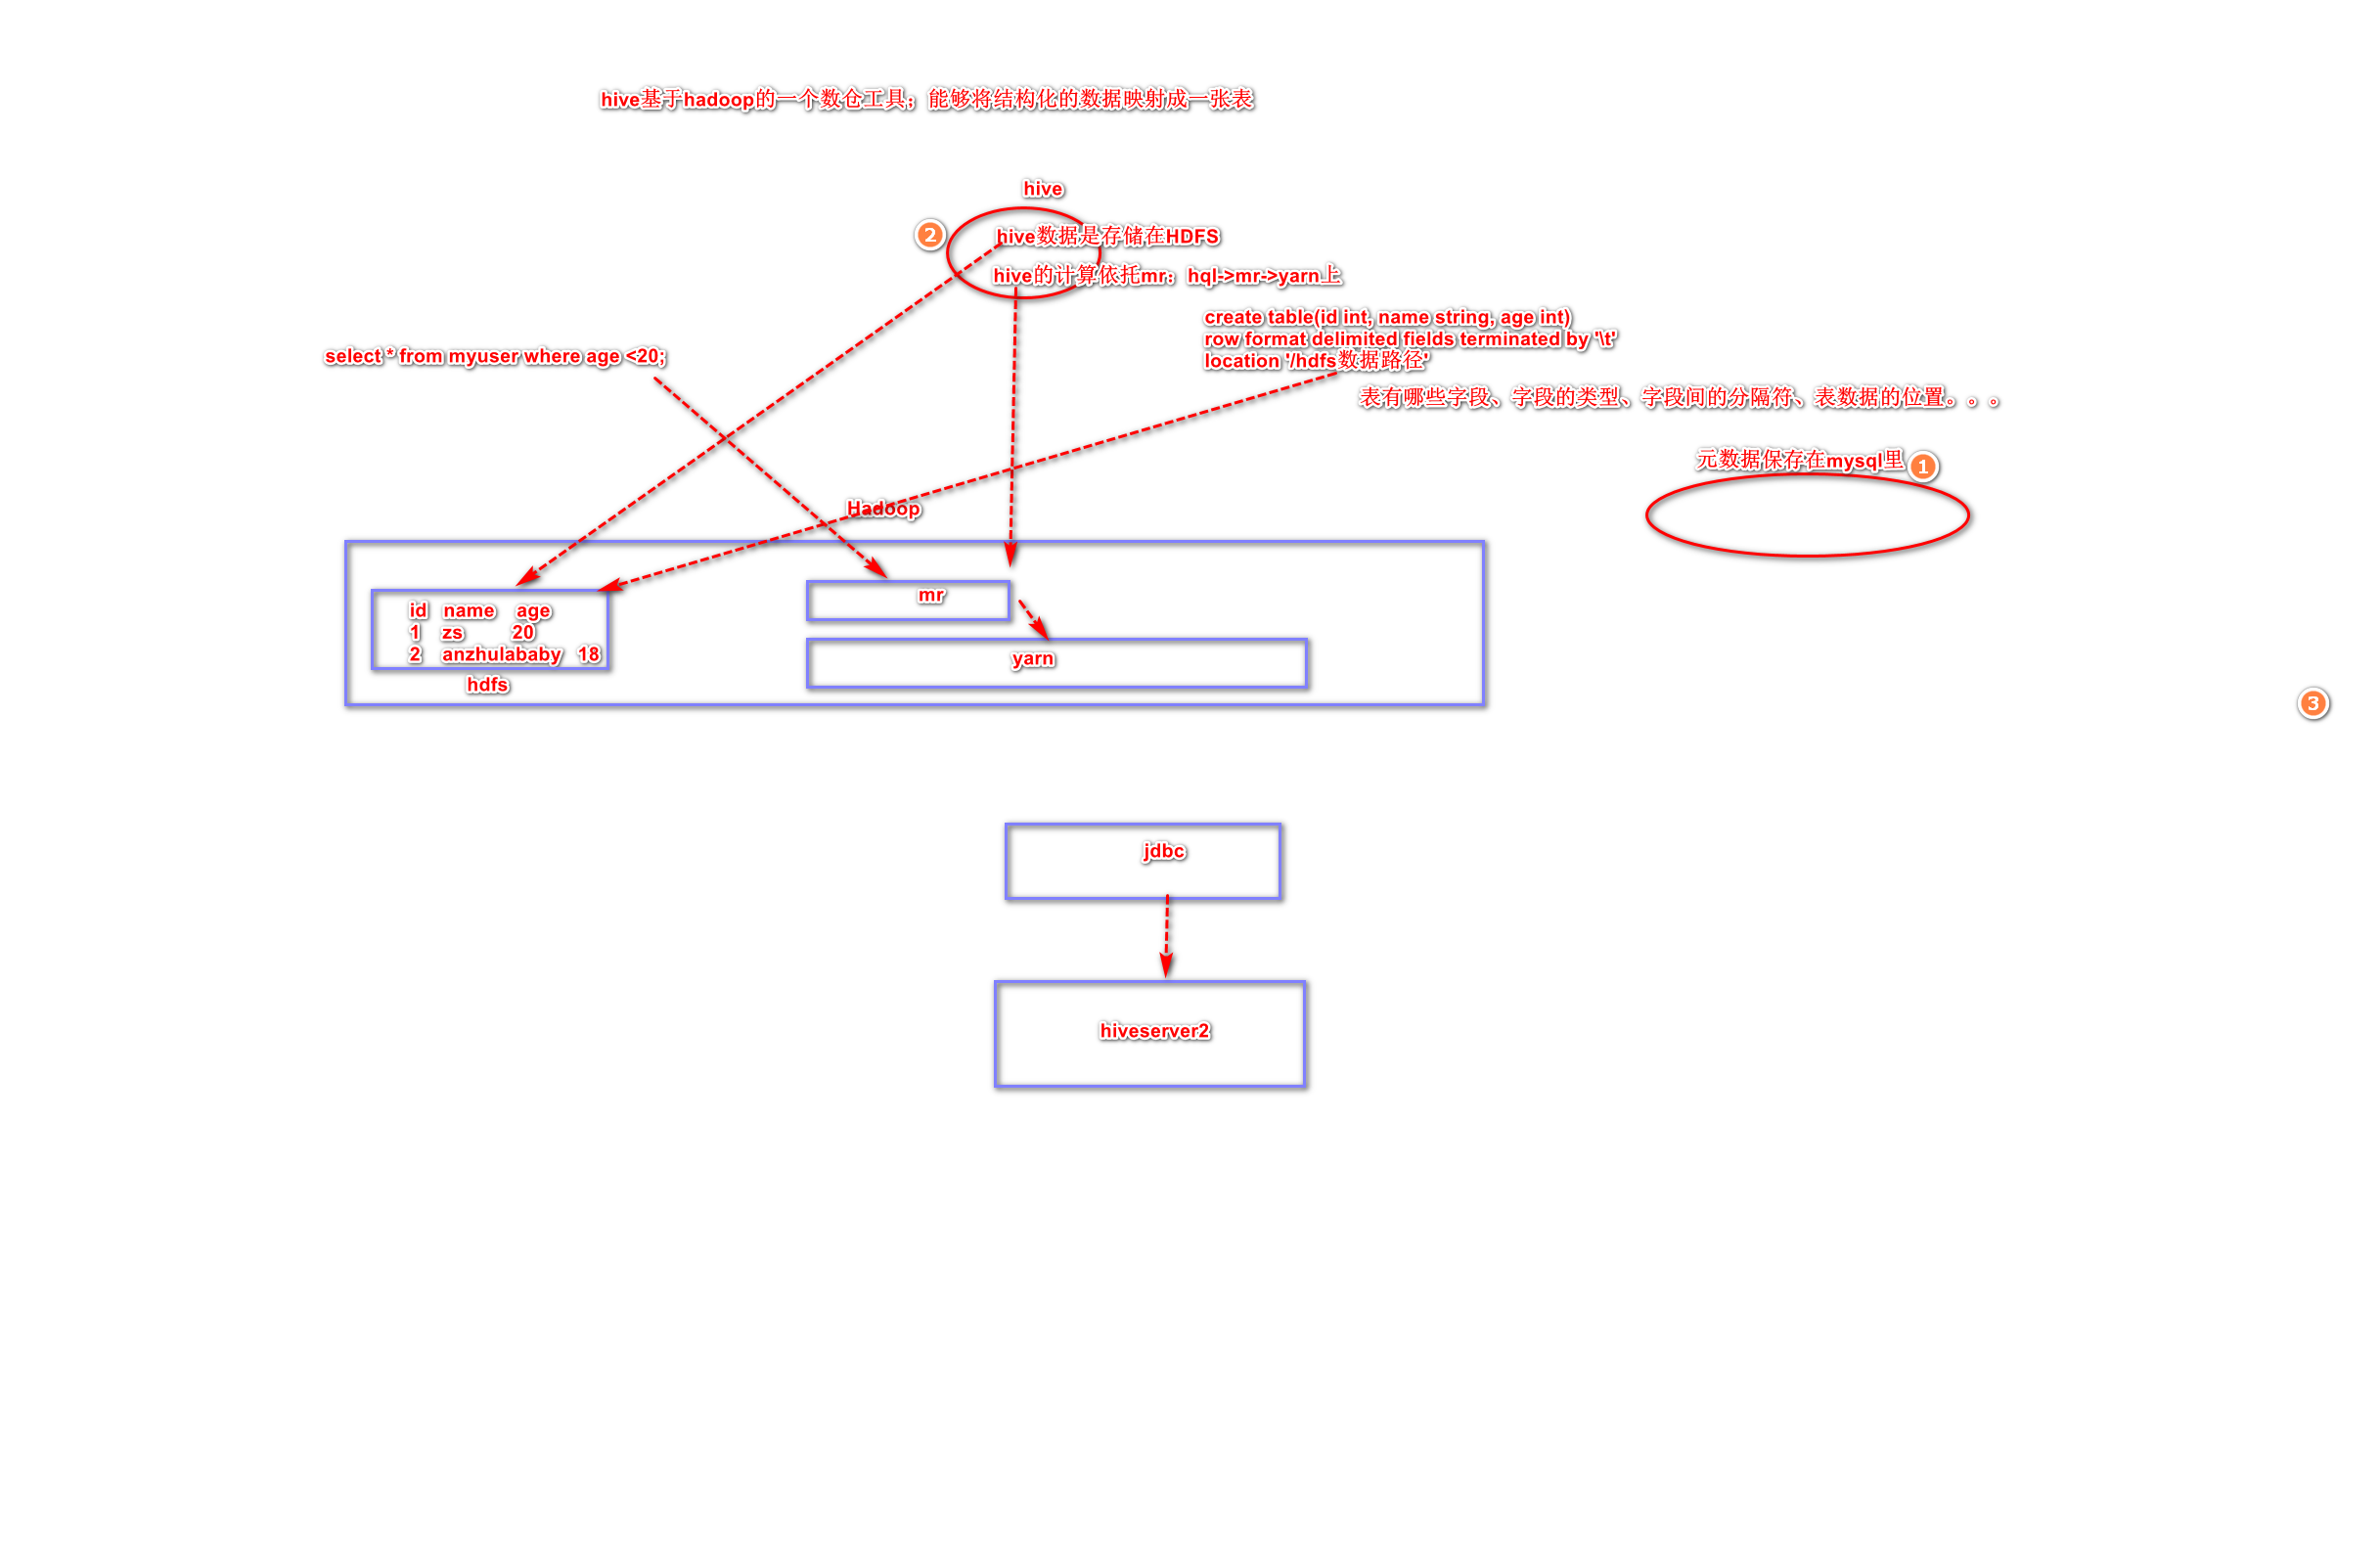 hive基于hadoop的一个数仓工具；能够将结构化的数据映射成一张表
hive
2
hive数据是存储在HDFS
hive的计算依托mr：hql->mr->yarn上
create table(id int, name string, age int)
row format delimited fields terminated by '\t'
location '/hdfs数据路径'
select * from myuser where age <20;
表有哪些字段、字段的类型、字段间的分隔符、表数据的位置。。。
元数据保存在mysql里
1
Hadoop
id name age
1 zs 20
2 anzhulababy 18
hdfs
mr
yarn
3
jdbc
hiveserver2